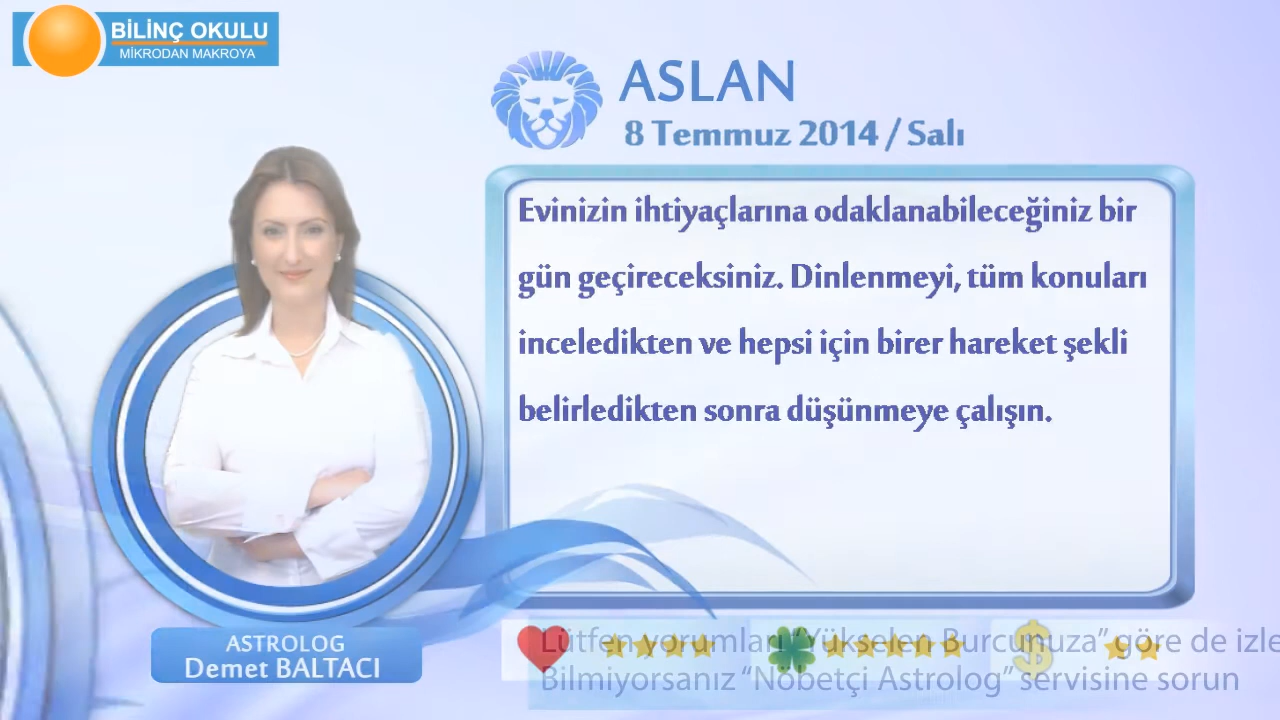 BİLİNÇ OKULU
MİKRODAN MAKROYA
ASLAN
8 Temmuz 2014 / Salı
Evinizin ihtiyaçlarına odaklanabileceğiniz bir
gün geçireceksiniz. Dinlenmeyi, tüm konuları
inceledikten ve hepsi için birer hareket şekli
belirledikten sonra düşünmeye çalışın.
ASTROLOG
Demet BALTACI
Lütfen yorumları "Yükselen Burcunuza" göre de izle
Bilmiyorsanız "Nöbetçi Astrolog" servisine sorun